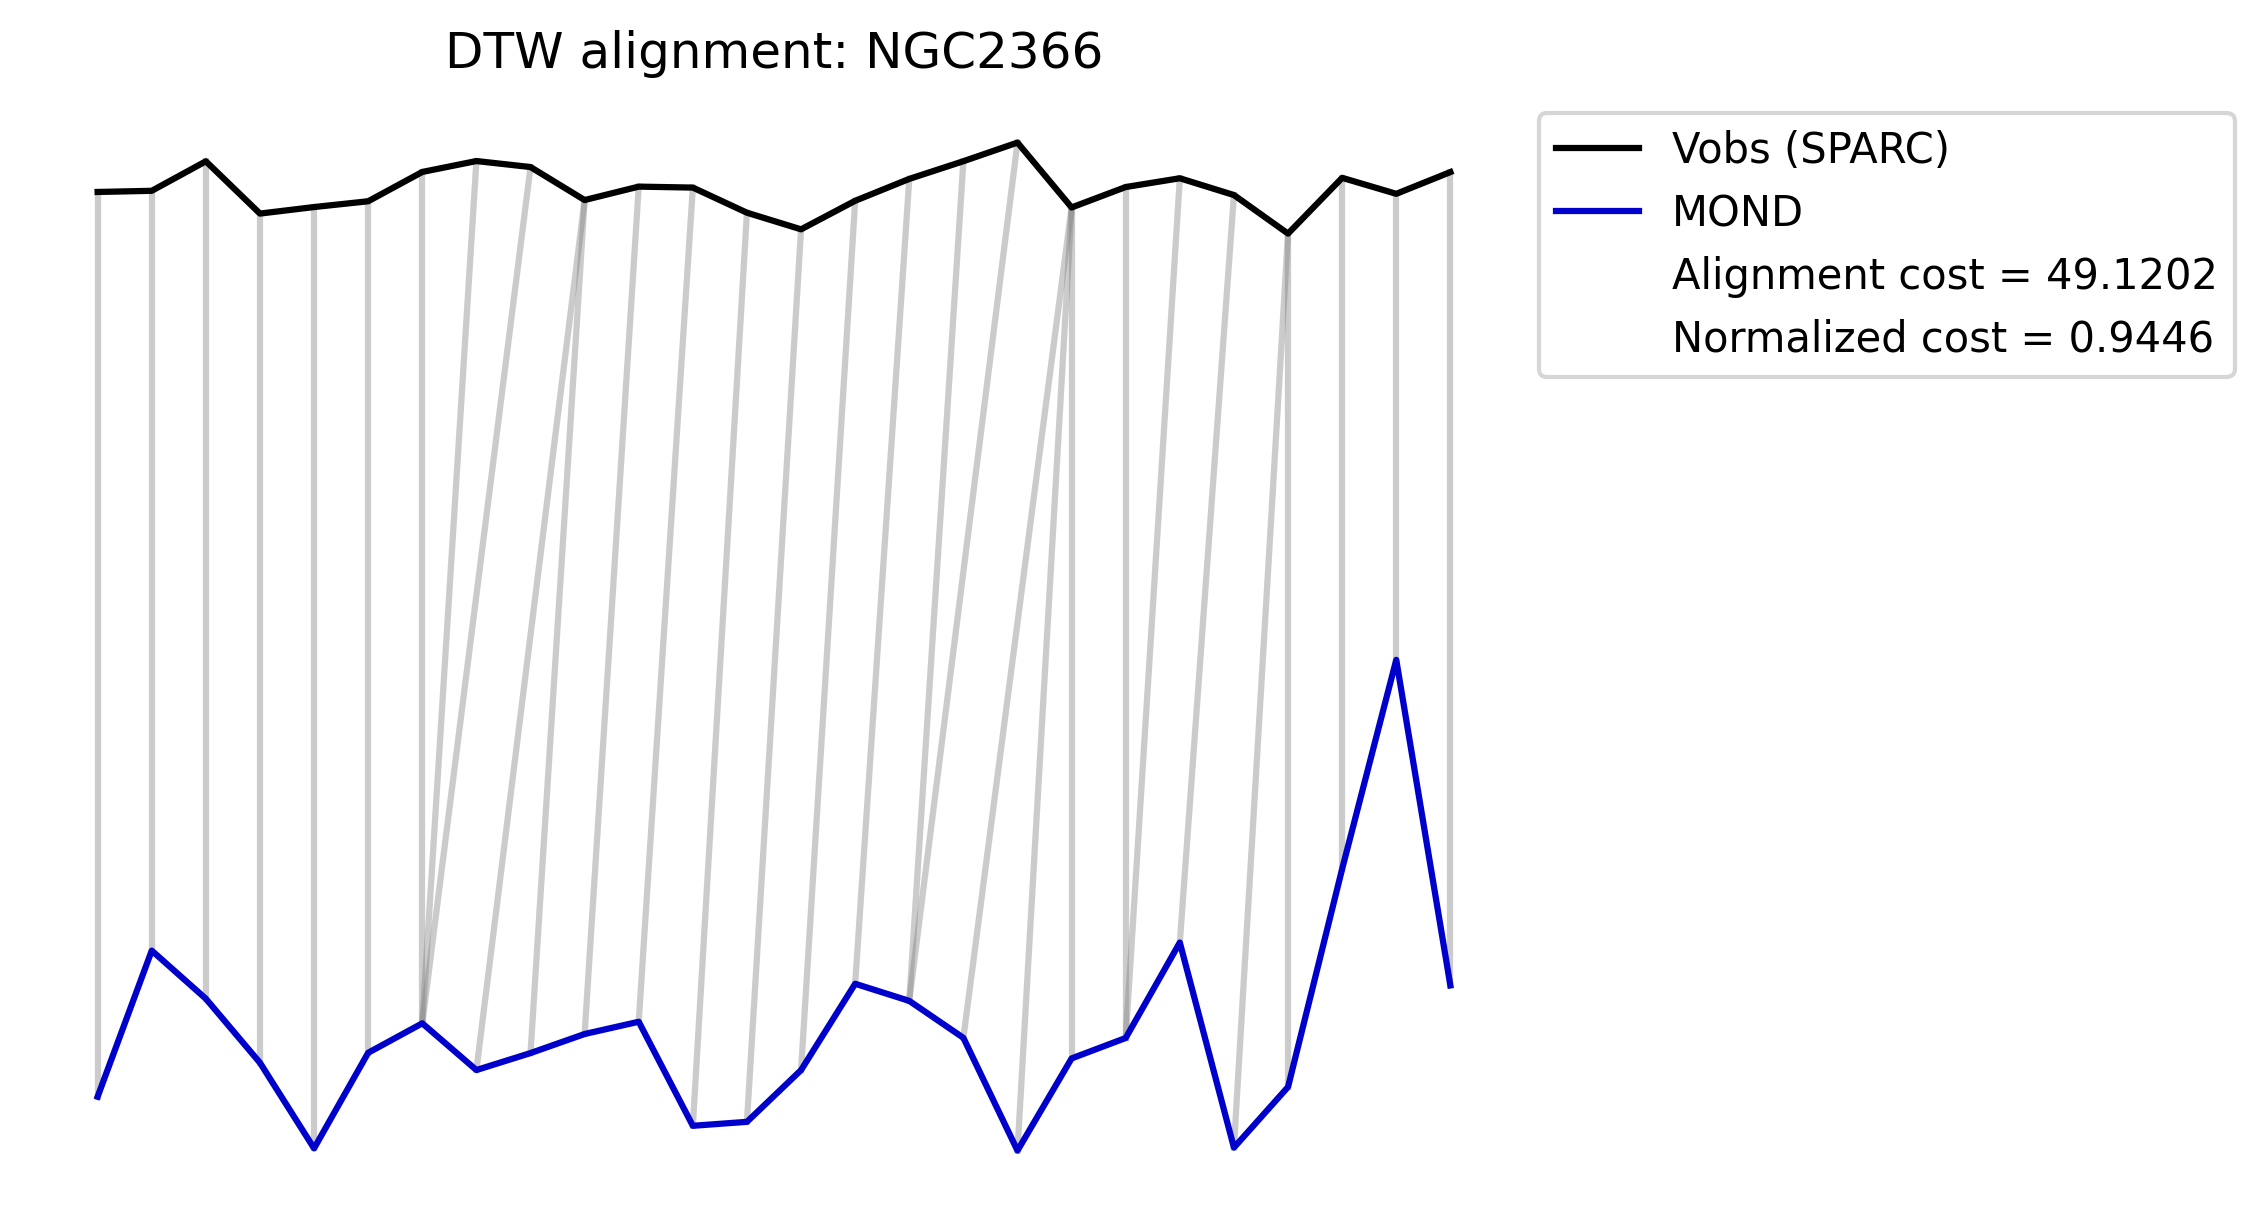 DTW alignment: NGC2366
Vobs (SPARC)
MOND
Alignment cost = 49.1202
Normalized cost = 0.9446